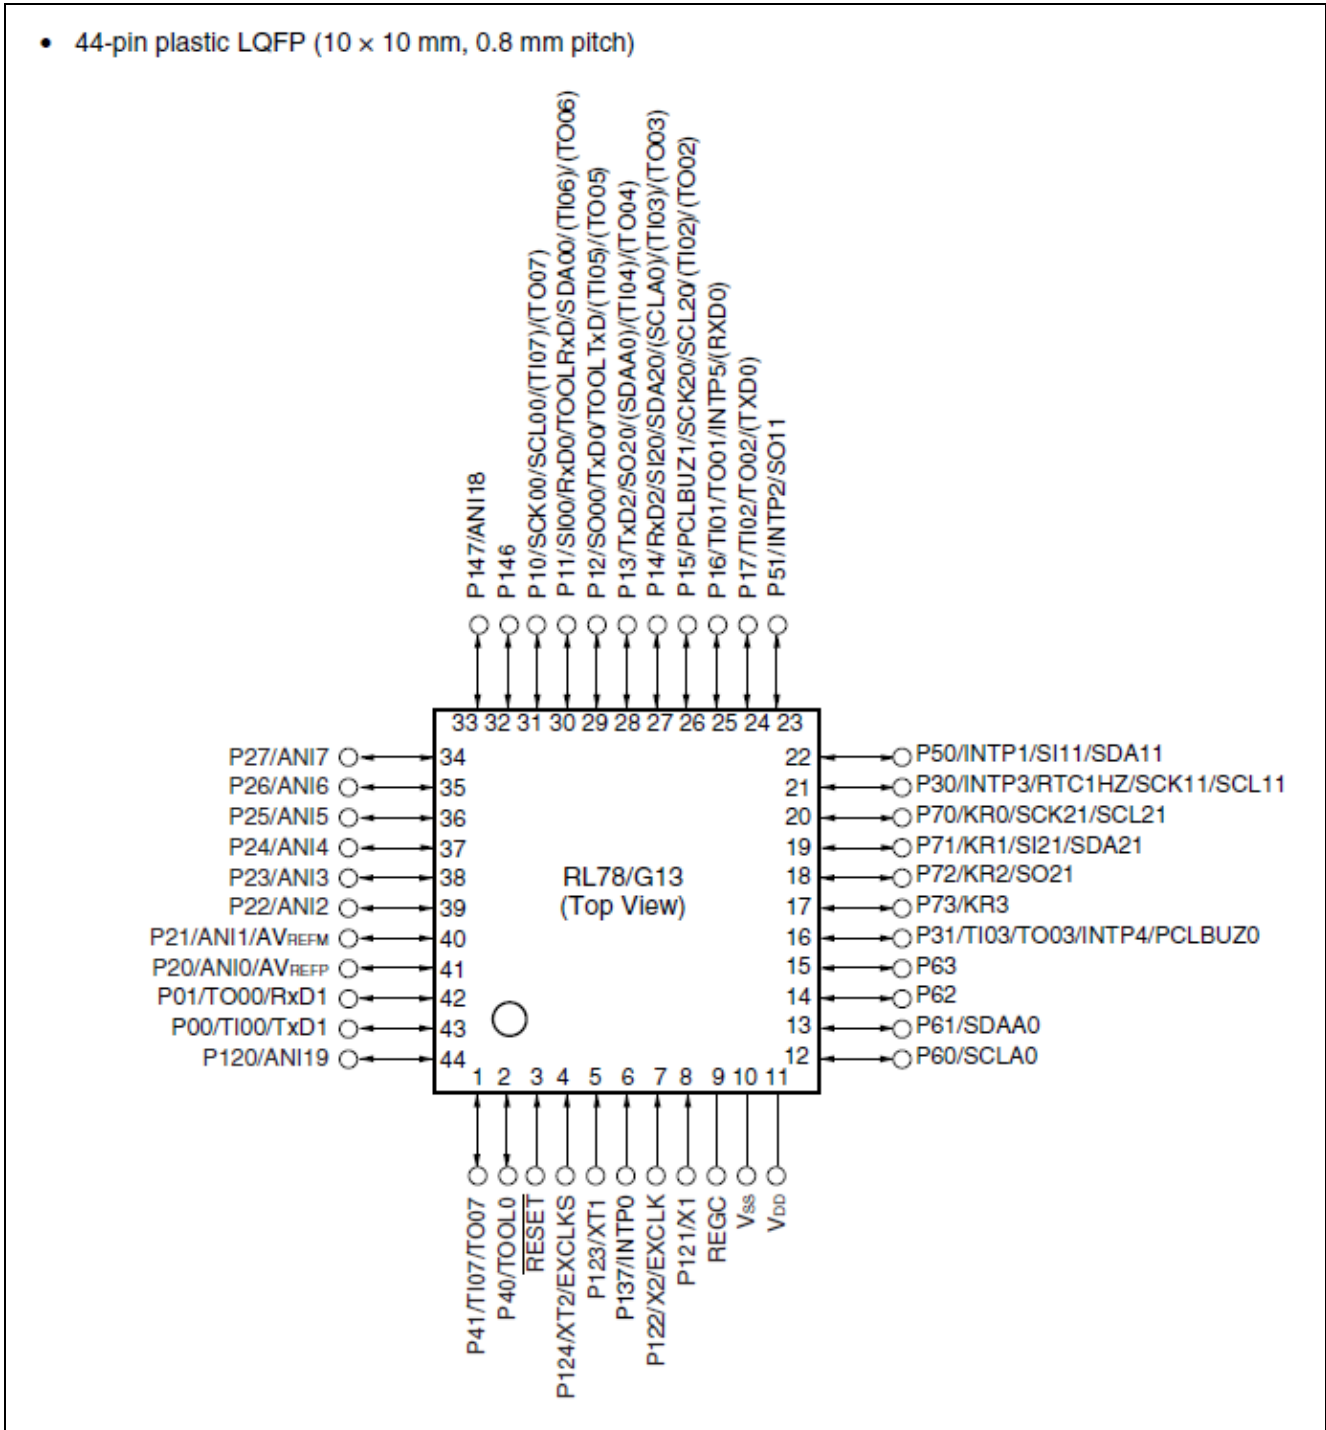 • 44-pin plastic LQFP (10 × 10 mm, 0.8 mm pitch)
P147/ANI18
P146
P10/SCK00/SCL00/(TI07)/(TO07)
P11/SI00/RxD0/TOOLRxD/SDA00/(TI06)/(TO06)
P12/SO00/TxD0/TOOLTxD/(TI05)/(TO05)
P13/TxD2/SO20/(SDAA0)/(TI04)/(TO04)
P14/RxD2/SI20/SDA20/(SCLA0)/(TI03)/(TO03)
P15/PCLBUZ1/SCK20/SCL20/(TI02)/(TO02)
P16/TI01/TO01/INTP5/(RXD0)
P17/TI02/TO02/(TXD0)
P51/INTP2/SO11
33 32 31 30 29 28 27 26 25 24 23
P27/ANI7 34
P26/ANI6 35
P25/ANI5 36
P24/ANI4 37
P23/ANI3 38
P22/ANI2 39
P21/ANI1/AVREFM 40
P20/ANI0/AVREFP 41
P01/TO00/RxD1 42
P00/TI00/TxD1 43
P120/ANI19 44
RL78/G13
(Top View)
22 P50/INTP1/SI11/SDA11
21 P30/INTP3/RTC1HZ/SCK11/SCL11
20 P70/KR0/SCK21/SCL21
19 P71/KR1/SI21/SDA21
18 P72/KR2/SO21
17 P73/KR3
16 P31/TI03/TO03/INTP4/PCLBUZ0
15 P63
14 P62
13 P61/SDAA0
12 P60/SCLA0
1 2 3 4 5 6 7 8 9 10 11
P41/TI07/TO07
P40/TOOL0
RESET
P124/XT2/EXCLKS
P123/XT1
P137/INTP0
P122/X2/EXCLK
P121/X1
REGC
VSS
VDD